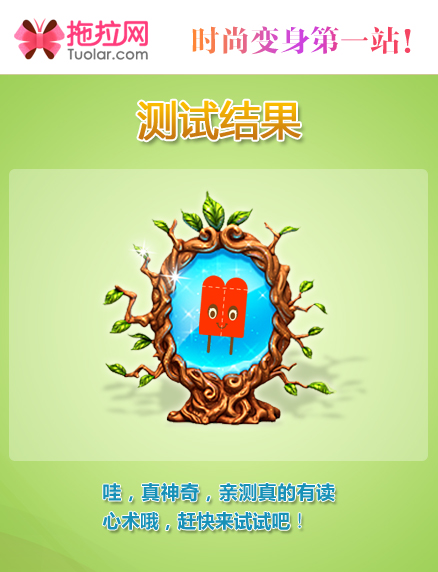 拖拉网
Tuolar.com
时尚变身第一站!
测试结果
哇，真神奇，亲测真的有读
心术哦，赶快来试试吧！